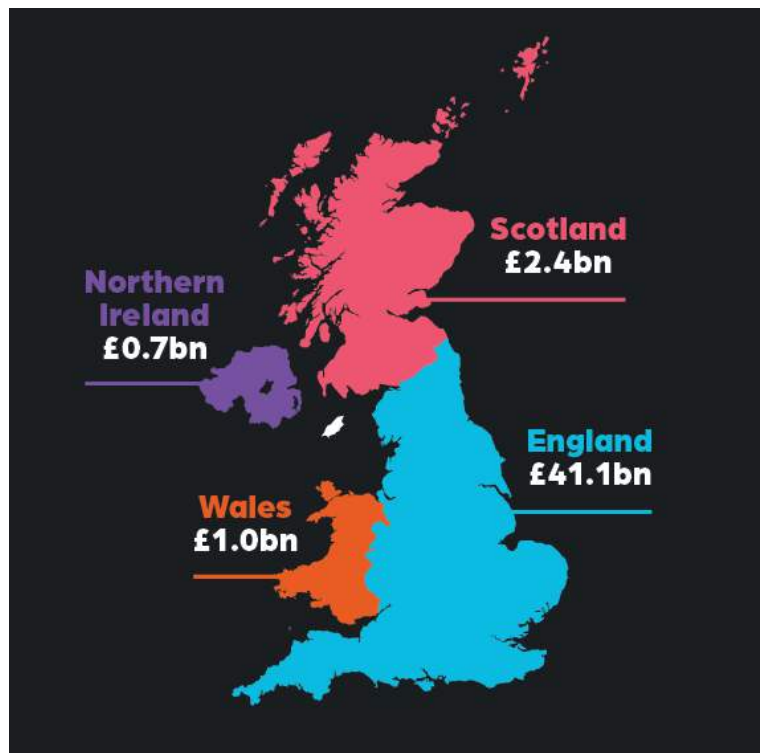 Scotland
£2.4bn
Northern
Ireland
£0.7bn
England
£41.1bn
Wales
£1.0bn